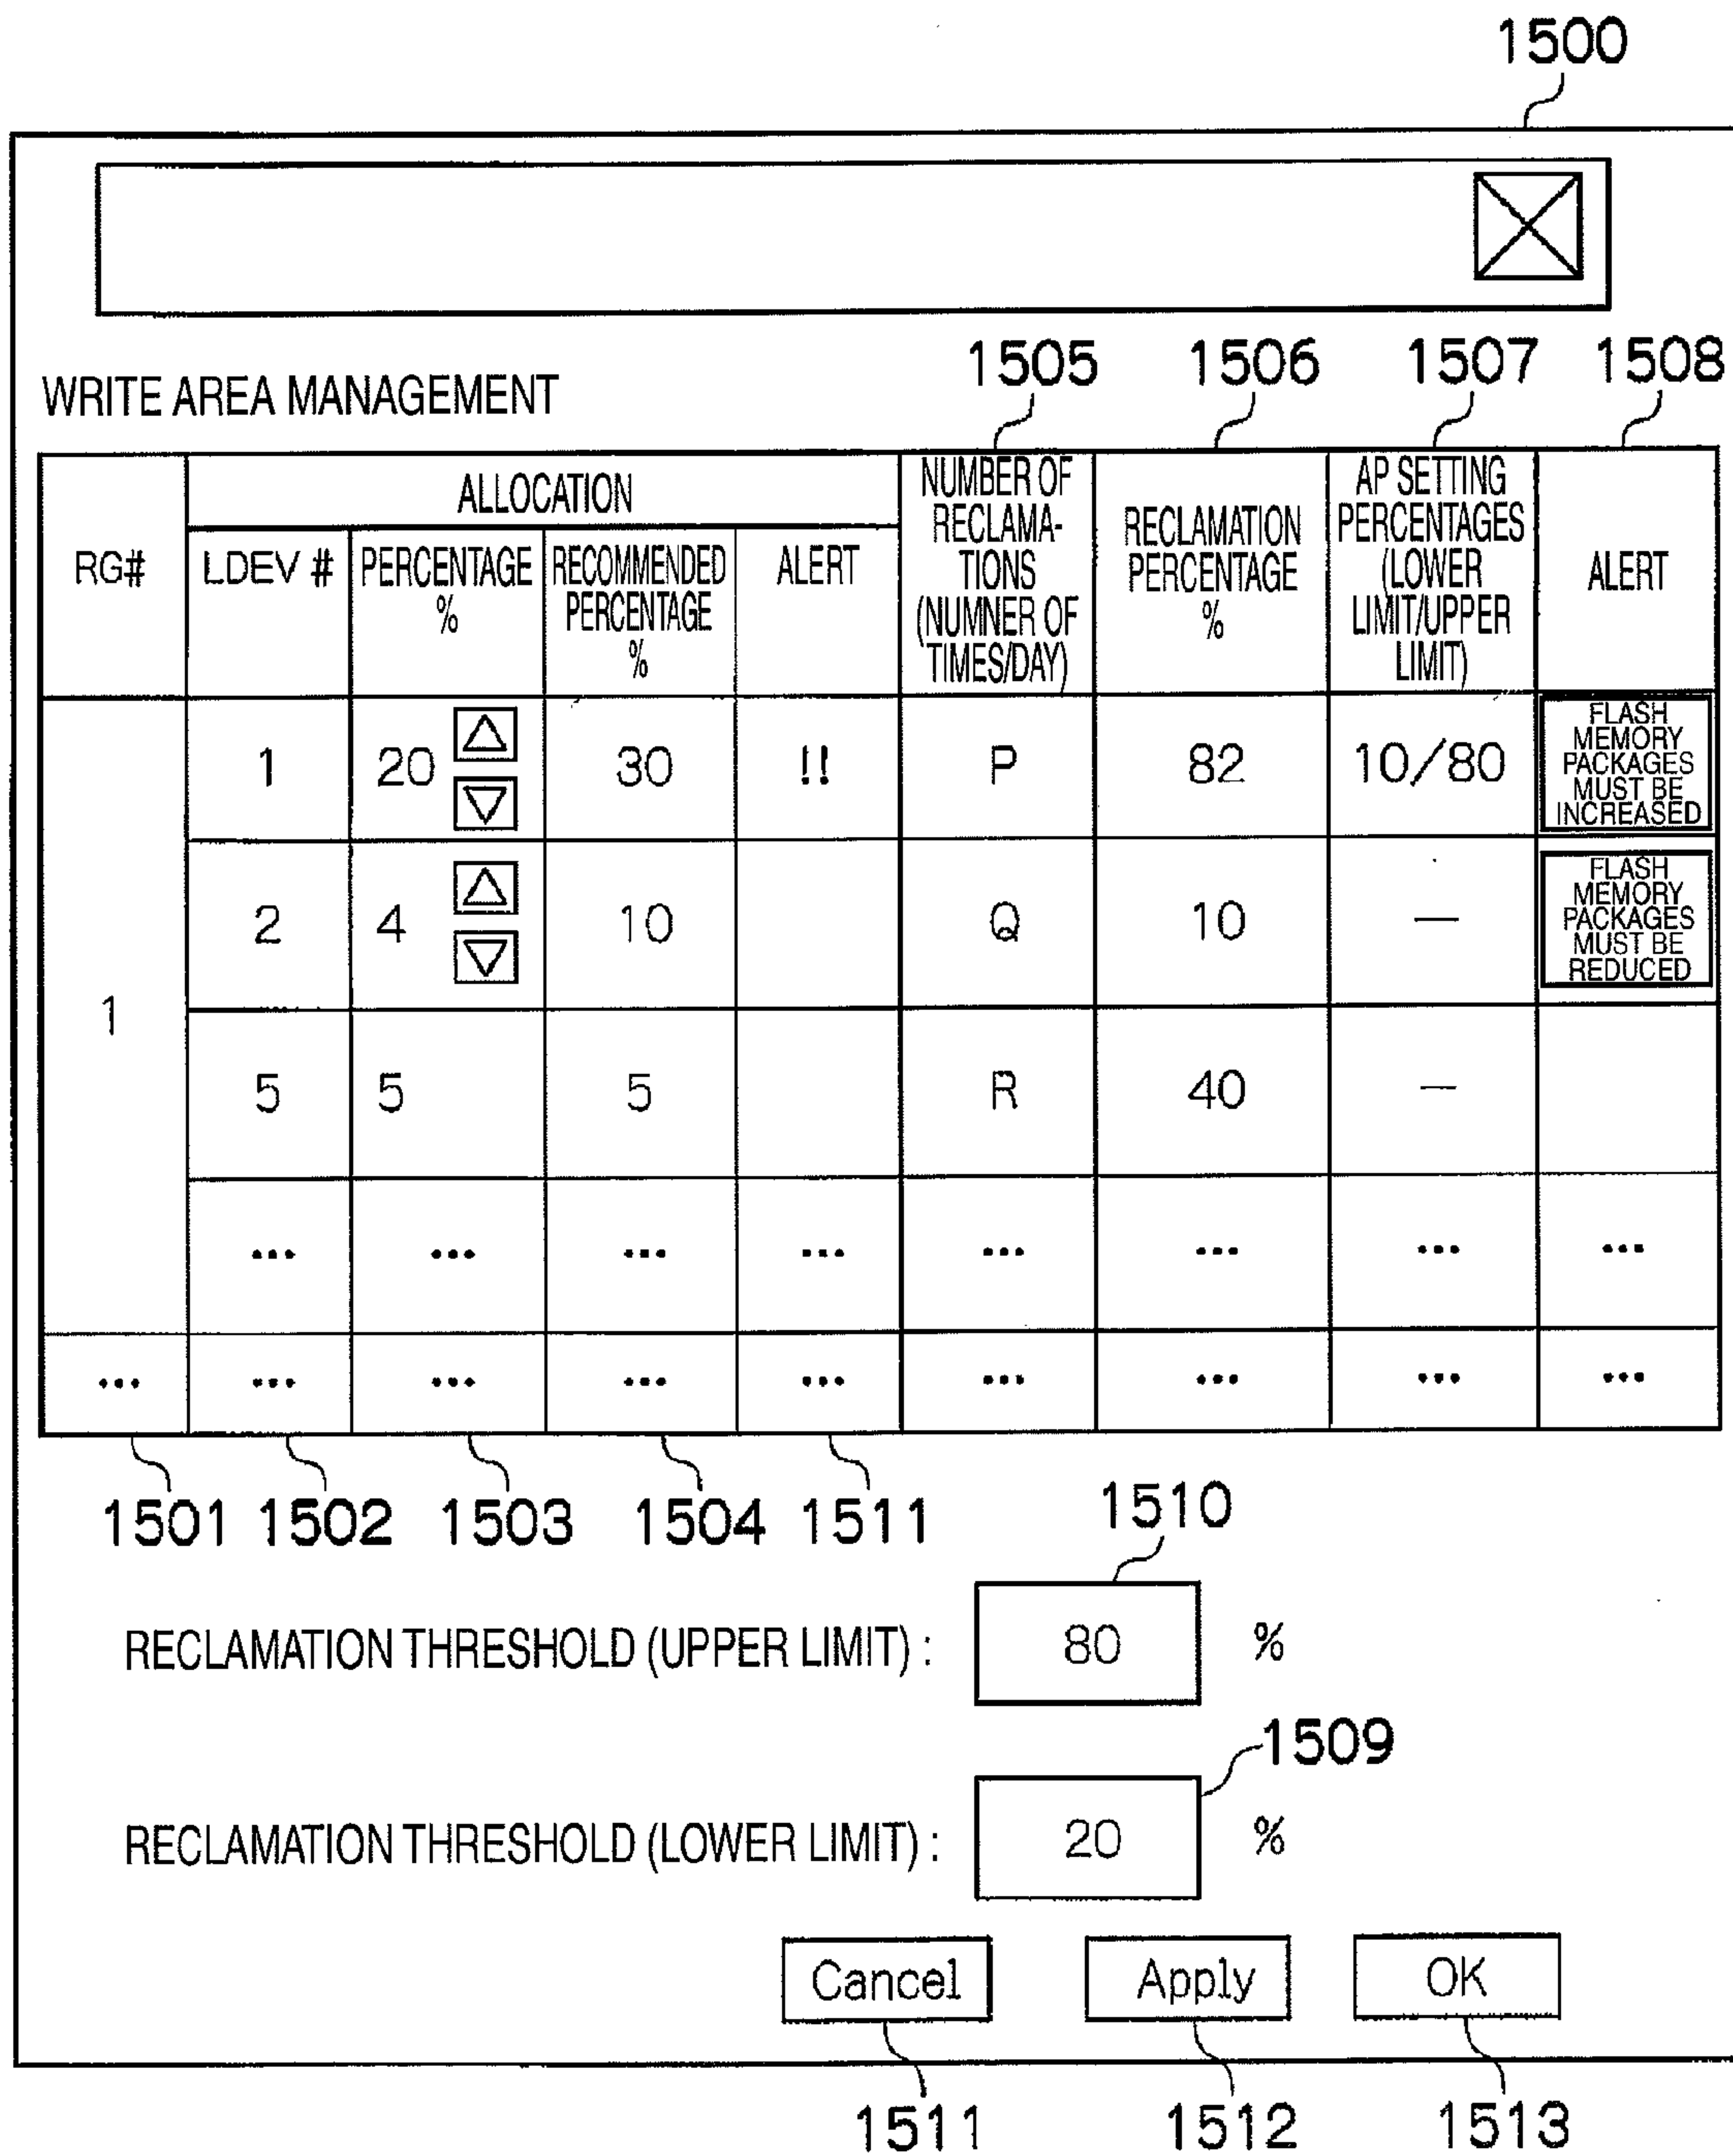 1500
WRITE AREA MANAGEMENT
1505 1506 1507 1508
RG#
ALLOCATION
LDEV #
PERCENTAGE
%
RECOMMENDED
PERCENTAGE
%
ALERT
NUMBER OF
RECLAMA-
TIONS
(NUMNER OF
TIMES/DAY)
RECLAMATION
PERCENTAGE
%
AP SETTING
PERCENTAGES
(LOWER
LIMIT/UPPER
LIMIT)
ALERT
1
1 20 30 !! P 82 10/80
FLASH
MEMORY
PACKAGES
MUST BE
INCREASED
2 4 10 Q 10 —
FLASH
MEMORY
PACKAGES
MUST BE
REDUCED
5 5 5 R 40 —
... ... ... ... ... ... ... ...
... ... ... ... ... ... ... ... ...
1501 1502 1503 1504 1511
1510
RECLAMATION THRESHOLD (UPPER LIMIT) : 80 %
1509
RECLAMATION THRESHOLD (LOWER LIMIT) : 20 %
Cancel Apply OK
1511 1512 1513